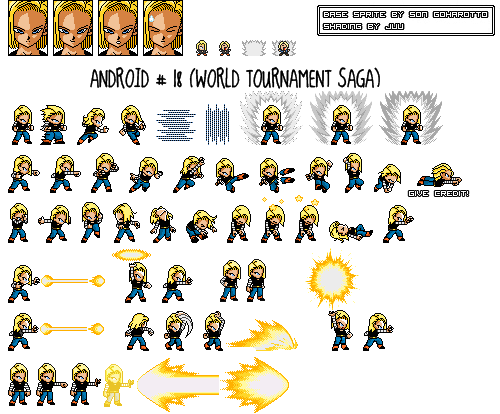 BASE SPRITE BY SON GOHAROTTO
SHADING BY JUU
ANDROID # 18 (WORLD TOURNAMENT SAGA)
GIVE CREDIT!